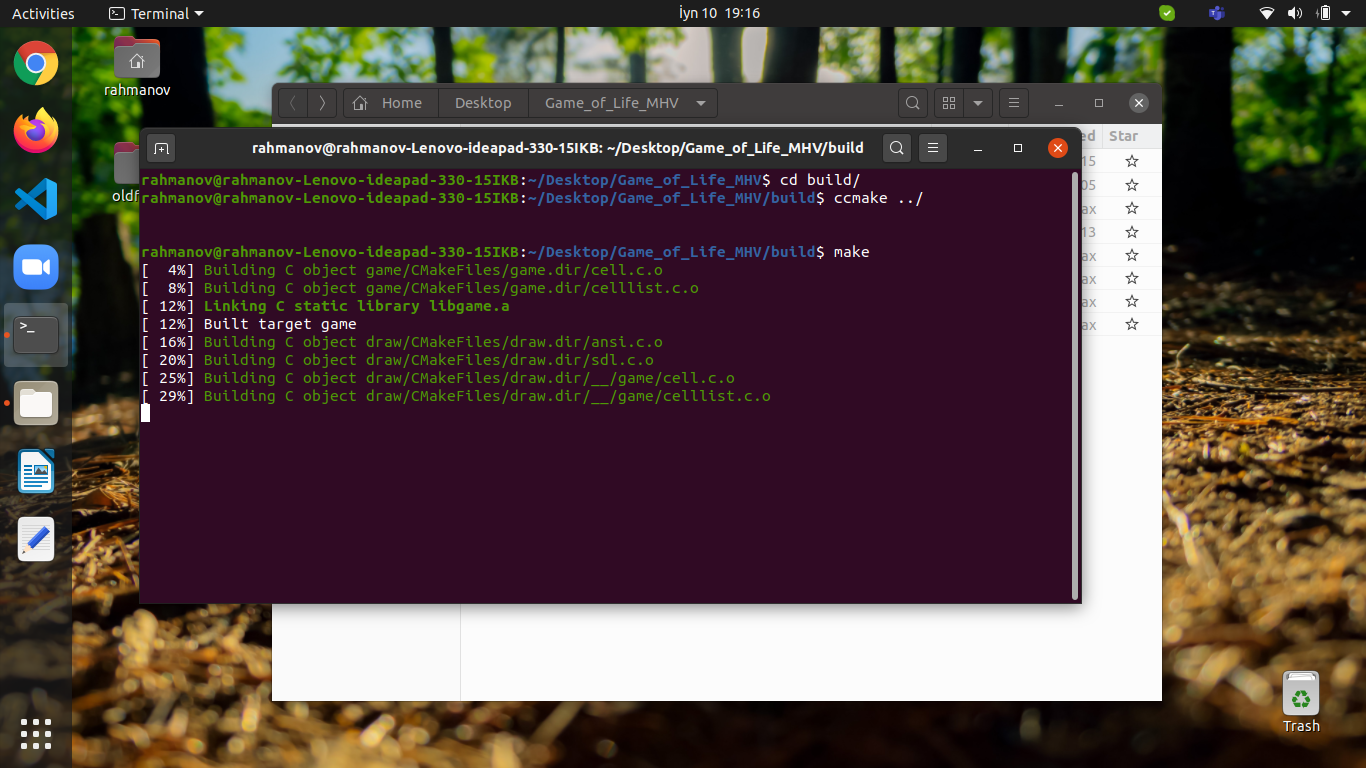 Activities Terminal İyn 10 19:16
rahmanov
Home Desktop Game_of_Life_MHV
Star
15
05
ax
13
ax
ax
ax
ax
rahmanov@rahmanov-Lenovo-ideapad-330-15IKB: ~/Desktop/Game_of_Life_MHV/build
rahmanov@rahmanov-Lenovo-ideapad-330-15IKB:~/Desktop/Game_of_Life_MHV$ cd build/
rahmanov@rahmanov-Lenovo-ideapad-330-15IKB:~/Desktop/Game_of_Life_MHV/build$ ccmake ../
rahmanov@rahmanov-Lenovo-ideapad-330-15IKB:~/Desktop/Game_of_Life_MHV/build$ make
[  4%] Building C object game/CMakeFiles/game.dir/cell.c.o
[  8%] Building C object game/CMakeFiles/game.dir/celllist.c.o
[ 12%] Linking C static library libgame.a
[ 12%] Built target game
[ 16%] Building C object draw/CMakeFiles/draw.dir/ansi.c.o
[ 20%] Building C object draw/CMakeFiles/draw.dir/sdl.c.o
[ 25%] Building C object draw/CMakeFiles/draw.dir/__/game/cell.c.o
[ 29%] Building C object draw/CMakeFiles/draw.dir/__/game/celllist.c.o
Trash